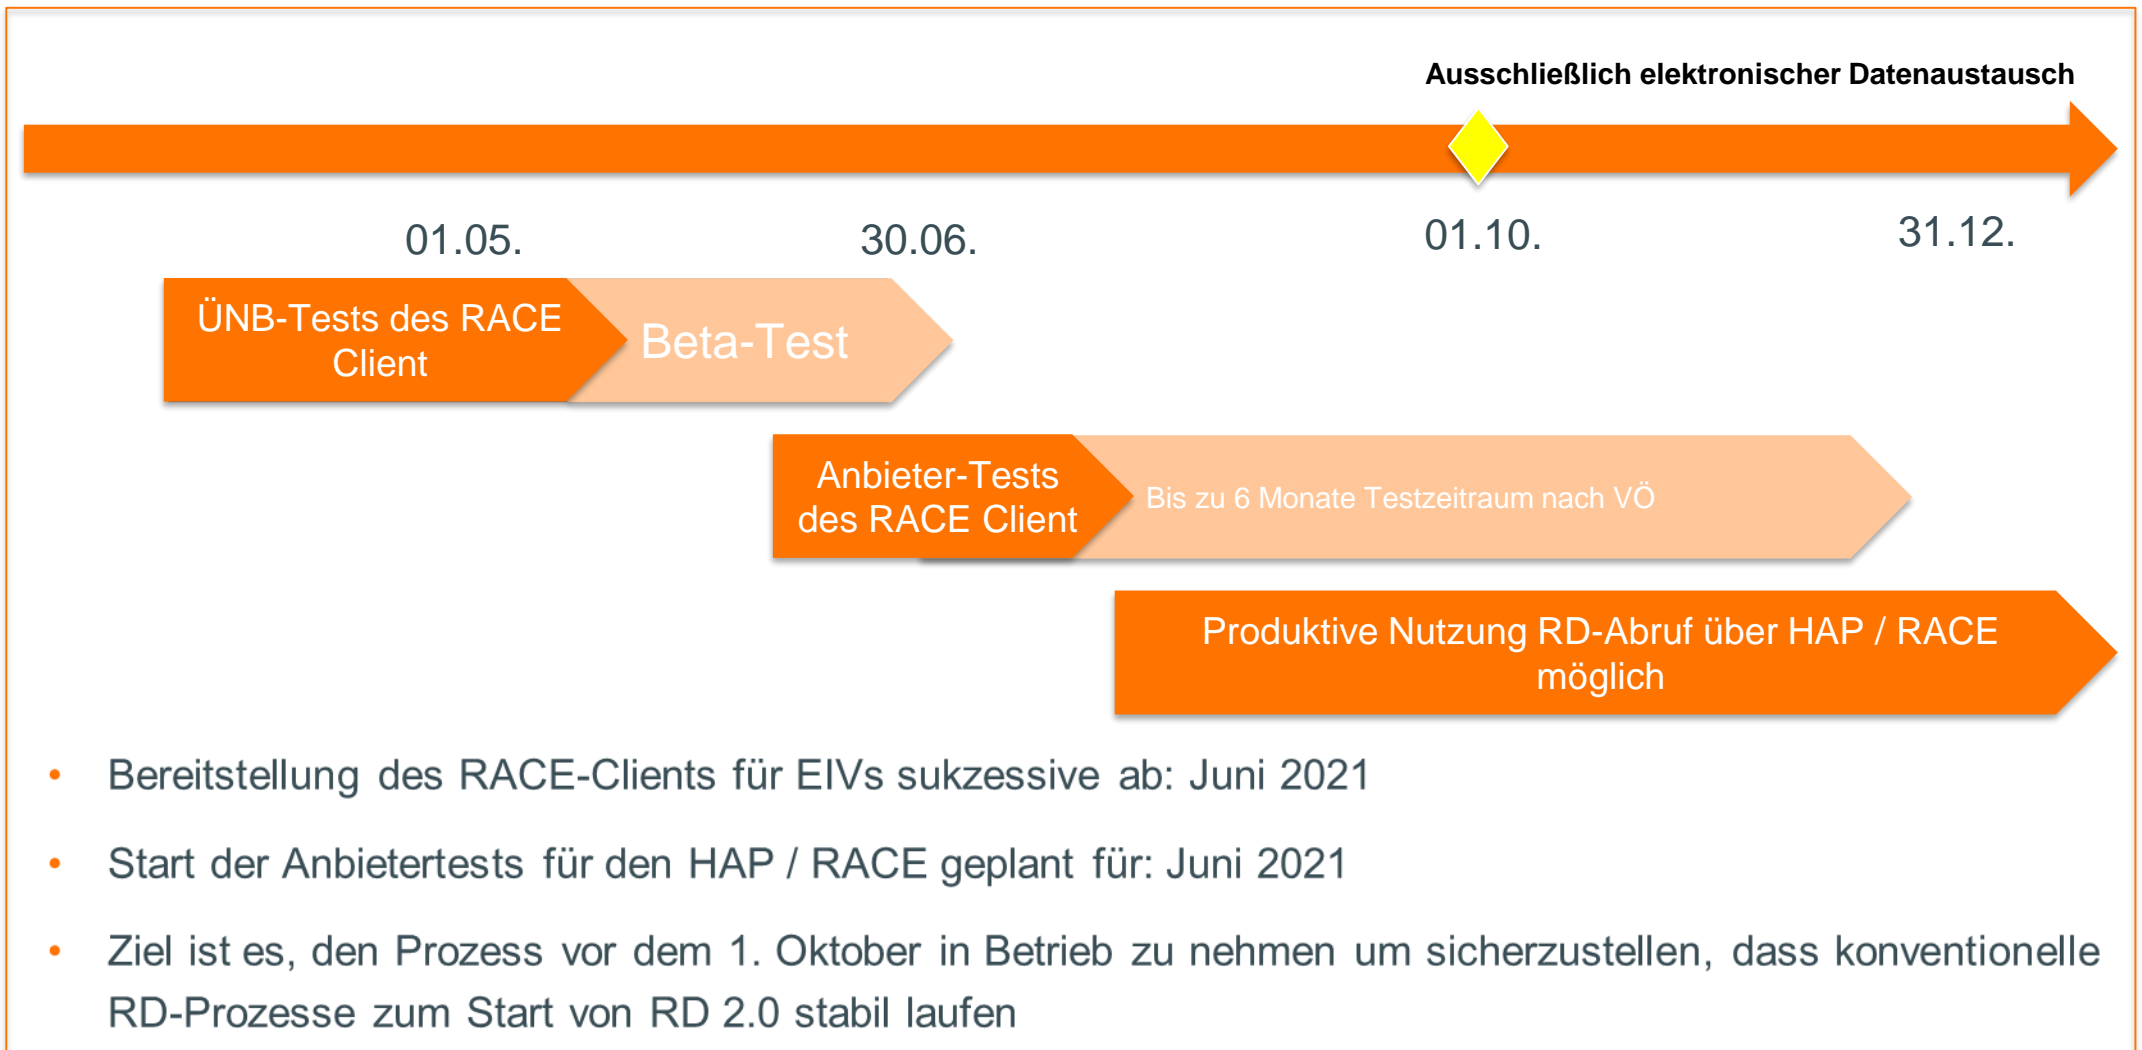 Ausschließlich elektronischer Datenaustausch
01.05.
30.06.
01.10.
31.12.
ÜNB-Tests des RACE
Client
Beta-Test
Anbieter-Tests
des RACE Client
Bis zu 6 Monate Testzeitraum nach VÖ
Produktive Nutzung RD-Abruf über HAP / RACE
möglich
• Bereitstellung des RACE-Clients für EIVs sukzessive ab: Juni 2021
• Start der Anbietertests für den HAP / RACE geplant für: Juni 2021
• Ziel ist es, den Prozess vor dem 1. Oktober in Betrieb zu nehmen um sicherzustellen, dass konventionelle
RD-Prozesse zum Start von RD 2.0 stabil laufen